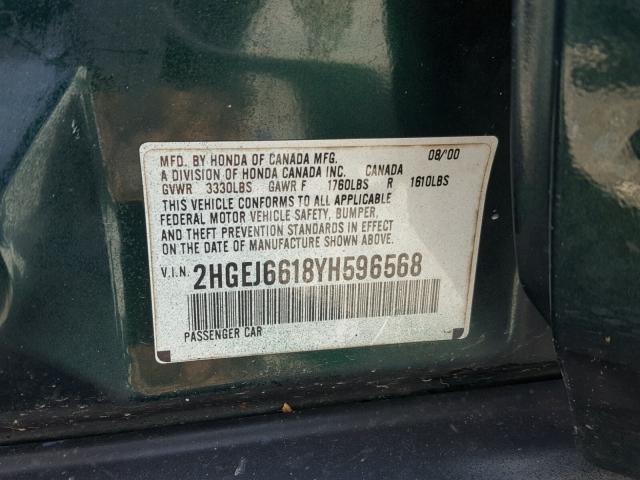 MFD. BY HONDA OF CANADA MFG. 08/'00
A DIVISION OF HONDA CANADA INC. CANADA
GVWR 3330LBS GAWR F 1760LBS R 1610LBS
THIS VEHICLE CONFORMS TO ALL APPLICABLE
FEDERAL MOTOR VEHICLE SAFETY, BUMPER,
AND THEFT PREVENTION STANDARDS IN EFFECT
ON THE DATE OF MANUFACTURE SHOWN ABOVE.
V.I.N. 2HGEJ6618YH596568
PASSENGER CAR